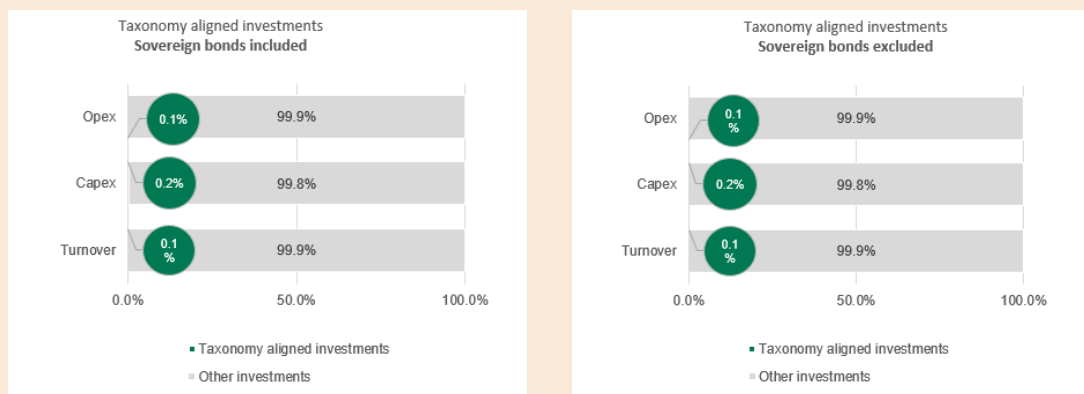 Taxonomy aligned investments
Sovereign bonds included
Opex
0.1%
99.9%
Capex
0.2%
99.8%
Turnover
0.1
%
99.9%
0.0%
50.0%
100.0%
Taxonomy aligned investments
Other investments
Taxonomy aligned investments
Sovereign bonds excluded
Opex
0.1
%
99.9%
Capex
0.2%
99.8%
Turnover
0.1
%
99.9%
0.0%
50.0%
100.0%
Taxonomy aligned investments
Other investments